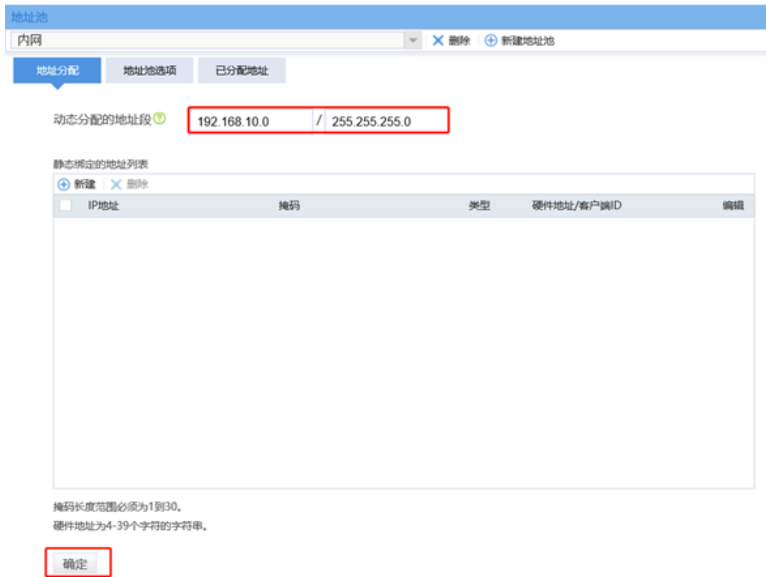 地址池
内网 删除 新建地址池
地址分配 地址池选项 已分配地址
动态分配的地址段 192.168.10.0 / 255.255.255.0
静态绑定的地址列表
新建 删除
IP地址 掩码 类型 硬件地址/客户端ID 编辑
掩码长度范围必须为1到30。
硬件地址为4-39个字符的字符串。
确定